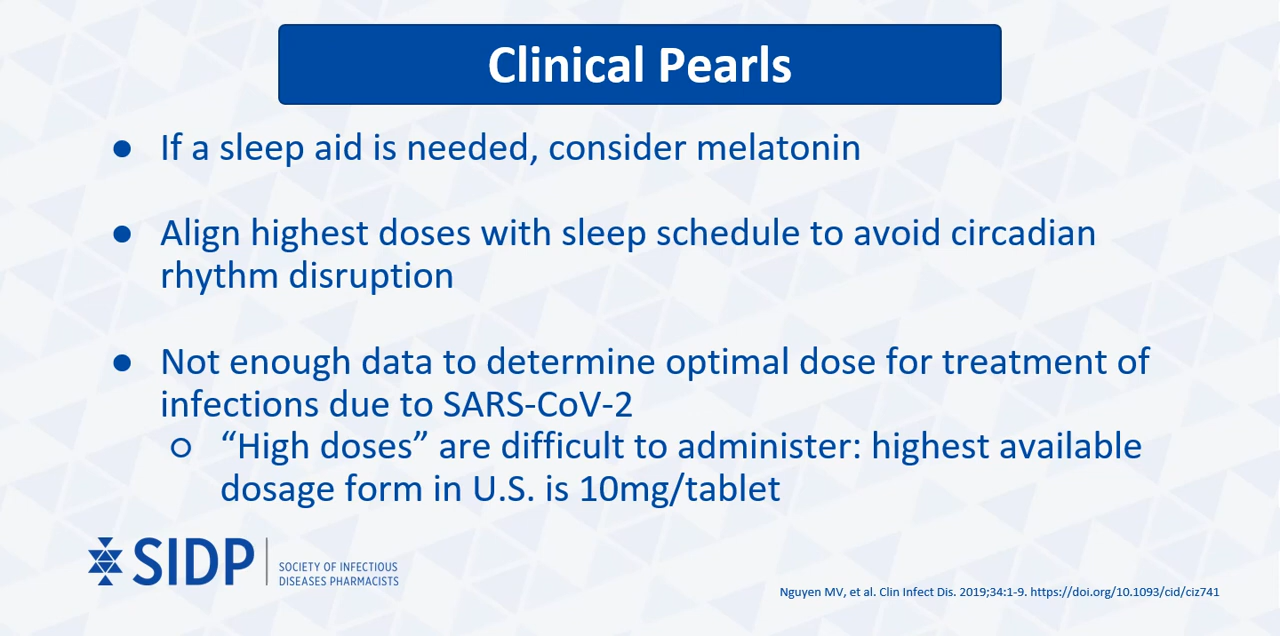 Clinical Pearls
● If a sleep aid is needed, consider melatonin
● Align highest doses with sleep schedule to avoid circadian
rhythm disruption
● Not enough data to determine optimal dose for treatment of
infections due to SARS-CoV-2
○ “High doses” are difficult to administer: highest available
dosage form in U.S. is 10mg/tablet
SIDP
SOCIETY OF INFECTIOUS
DISEASES PHARMACISTS
Nguyen MV, et al. Clin Infect Dis. 2019;34:1-9. https://doi.org/10.1093/cid/ciz741